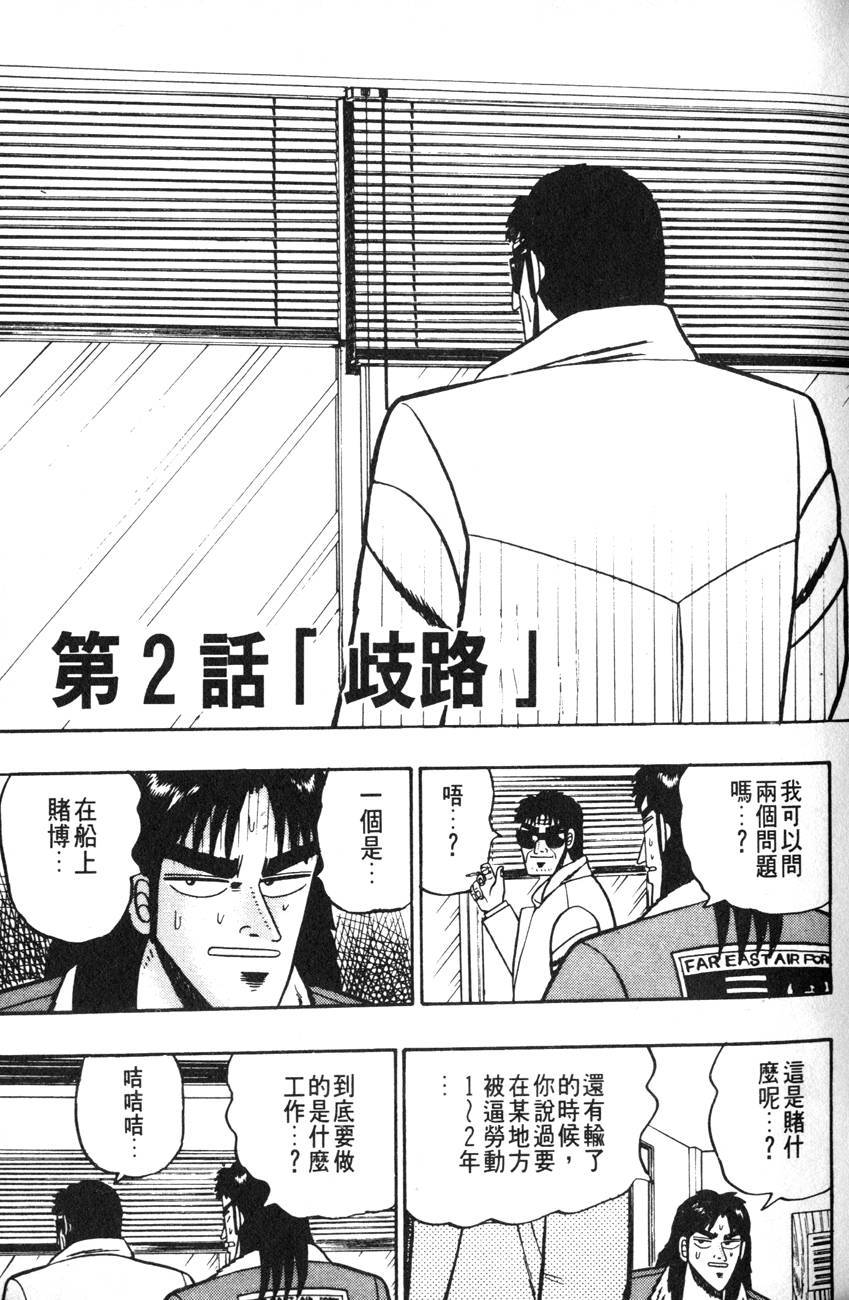 第2話「歧路」
我可以問
兩個問題
嗎…?
唔…?
FAR EAST AIR FOR
一個是…
在船上
賭博…
這是賭什
麼呢…?
還有輸了
的時候，
你說過要
在某地方
被逼勞動
1~2年
…
到底要做
的是什麼
工作…?
咭咭咭…